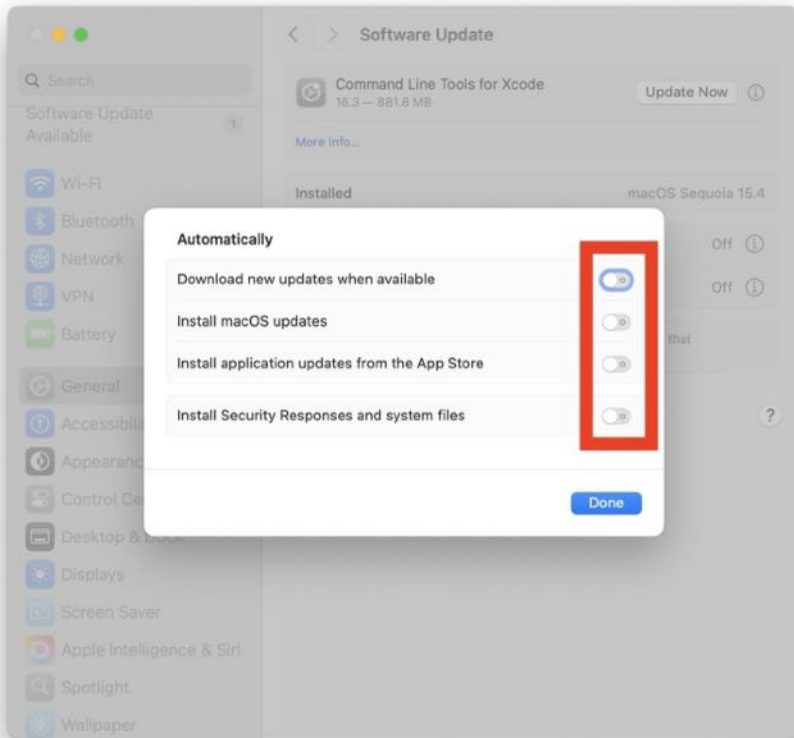 Software Update
Search
Software Update
Available
1
Command Line Tools for Xcode
16.3 — 881.8 MB
Update Now
More Info...
Wi-Fi
Installed
macOS Sequoia 15.4
Bluetooth
Network
Off
VPN
Off
Battery
that
General
Accessibili
?
Appearanc
Control Ce
Desktop & Dock
Displays
Screen Saver
Apple Intelligence & Siri
Spotlight
Wallpaper
Automatically
Download new updates when available
Install macOS updates
Install application updates from the App Store
Install Security Responses and system files
Done